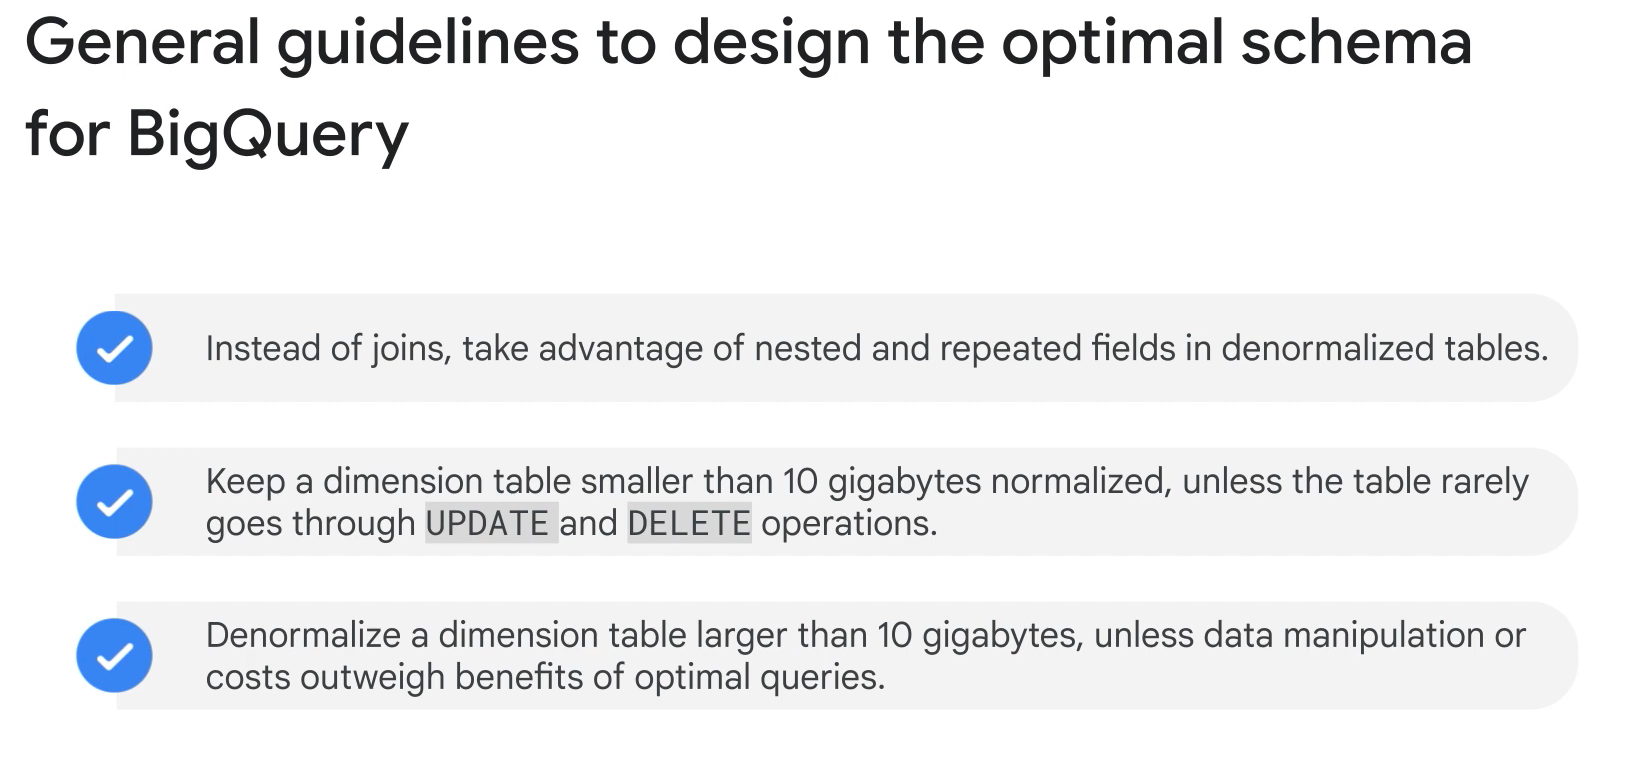 General guidelines to design the optimal schema
for BigQuery
Instead of joins, take advantage of nested and repeated fields in denormalized tables.
Keep a dimension table smaller than 10 gigabytes normalized, unless the table rarely
goes through UPDATE and DELETE operations.
Denormalize a dimension table larger than 10 gigabytes, unless data manipulation or
costs outweigh benefits of optimal queries.